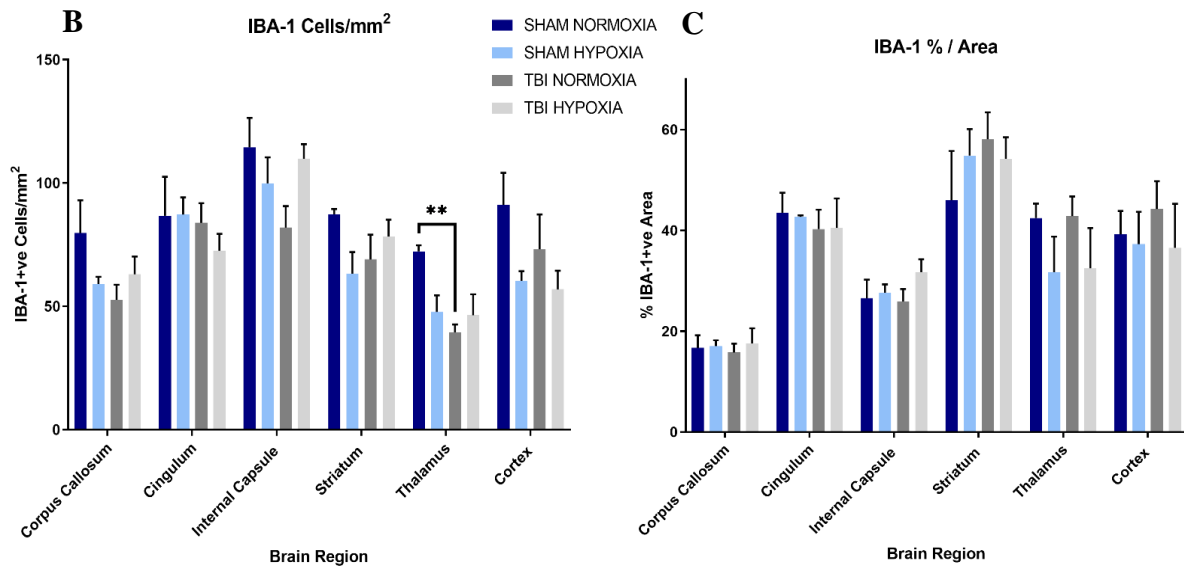 B
IBA-1 Cells/mm²
SHAM NORMOXIA
SHAM HYPOXIA
TBI NORMOXIA
TBI HYPOXIA
IBA-1+ve Cells/mm²
150
100
50
0
**
Corpus Callosum
Cingulum
Internal Capsule
Striatum
Thalamus
Cortex
Brain Region
C
IBA-1 % / Area
% IBA-1+ve Area
60
40
20
0
Corpus Callosum
Cingulum
Internal Capsule
Striatum
Thalamus
Cortex
Brain Region